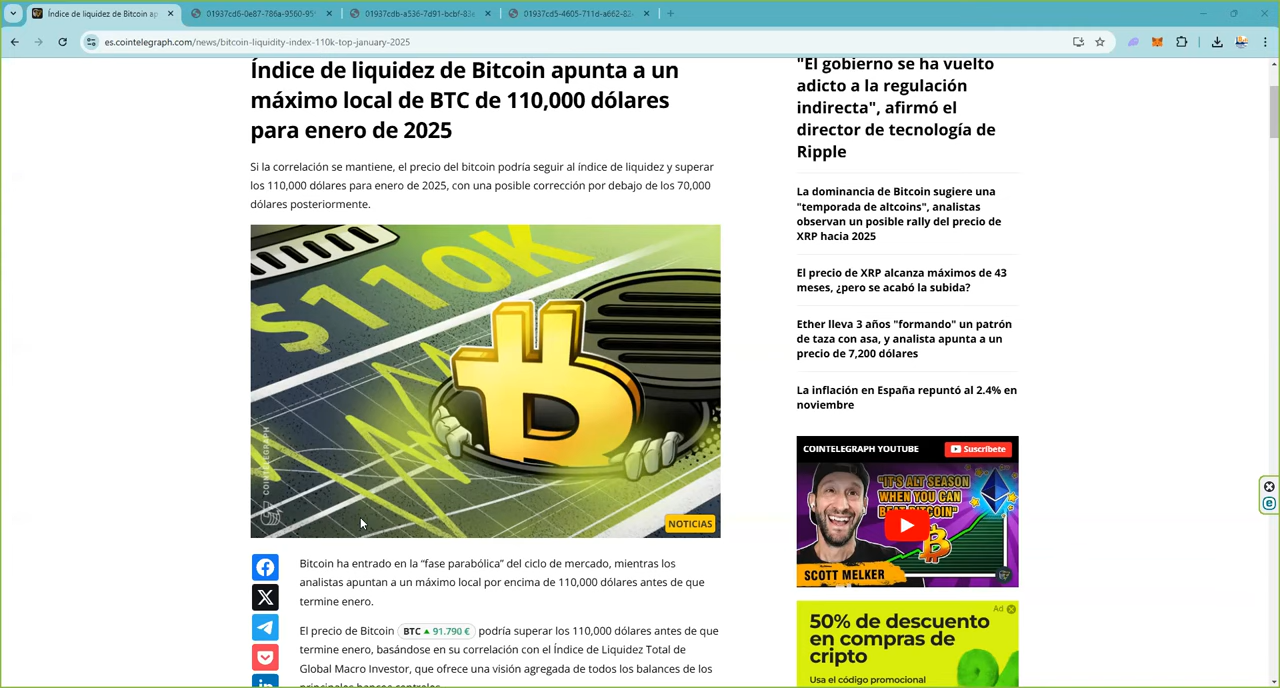 Índice de liquidez de Bitcoin ap
01937cd6-0e87-786a-9560-95
01937cdb-a536-7d91-bcbf-83e
01937cd5-4605-711d-a662-82
es.cointelegraph.com/news/bitcoin-liquidity-index-110k-top-january-2025
Índice de liquidez de Bitcoin apunta a un
máximo local de BTC de 110,000 dólares
para enero de 2025
Si la correlación se mantiene, el precio del bitcoin podría seguir al índice de liquidez y superar
los 110,000 dólares para enero de 2025, con una posible corrección por debajo de los 70,000
dólares posteriormente.
$110K
COINTELEGRAPH
NOTICIAS
Bitcoin ha entrado en la “fase parabólica” del ciclo de mercado, mientras los
analistas apuntan a un máximo local por encima de 110,000 dólares antes de que
termine enero.
El precio de Bitcoin BTC ▲ 91.790 € podría superar los 110,000 dólares antes de que
termine enero, basándose en su correlación con el Índice de Liquidez Total de
Global Macro Investor, que ofrece una visión agregada de todos los balances de los
principales bancos centrales.
"El gobierno se ha vuelto
adicto a la regulación
indirecta", afirmó el
director de tecnología de
Ripple
La dominancia de Bitcoin sugiere una
"temporada de altcoins", analistas
observan un posible rally del precio de
XRP hacia 2025
El precio de XRP alcanza máximos de 43
meses, ¿pero se acabó la subida?
Ether lleva 3 años "formando" un patrón
de taza con asa, y analista apunta a un
precio de 7,200 dólares
La inflación en España repuntó al 2.4% en
noviembre
COINTELEGRAPH YOUTUBE
Suscríbete
"IT'S ALT SEASON
WHEN YOU CAN
BEAT BITCOIN"
SCOTT MELKER
Ad
50% de descuento
en compras de
cripto
Usa el código promocional